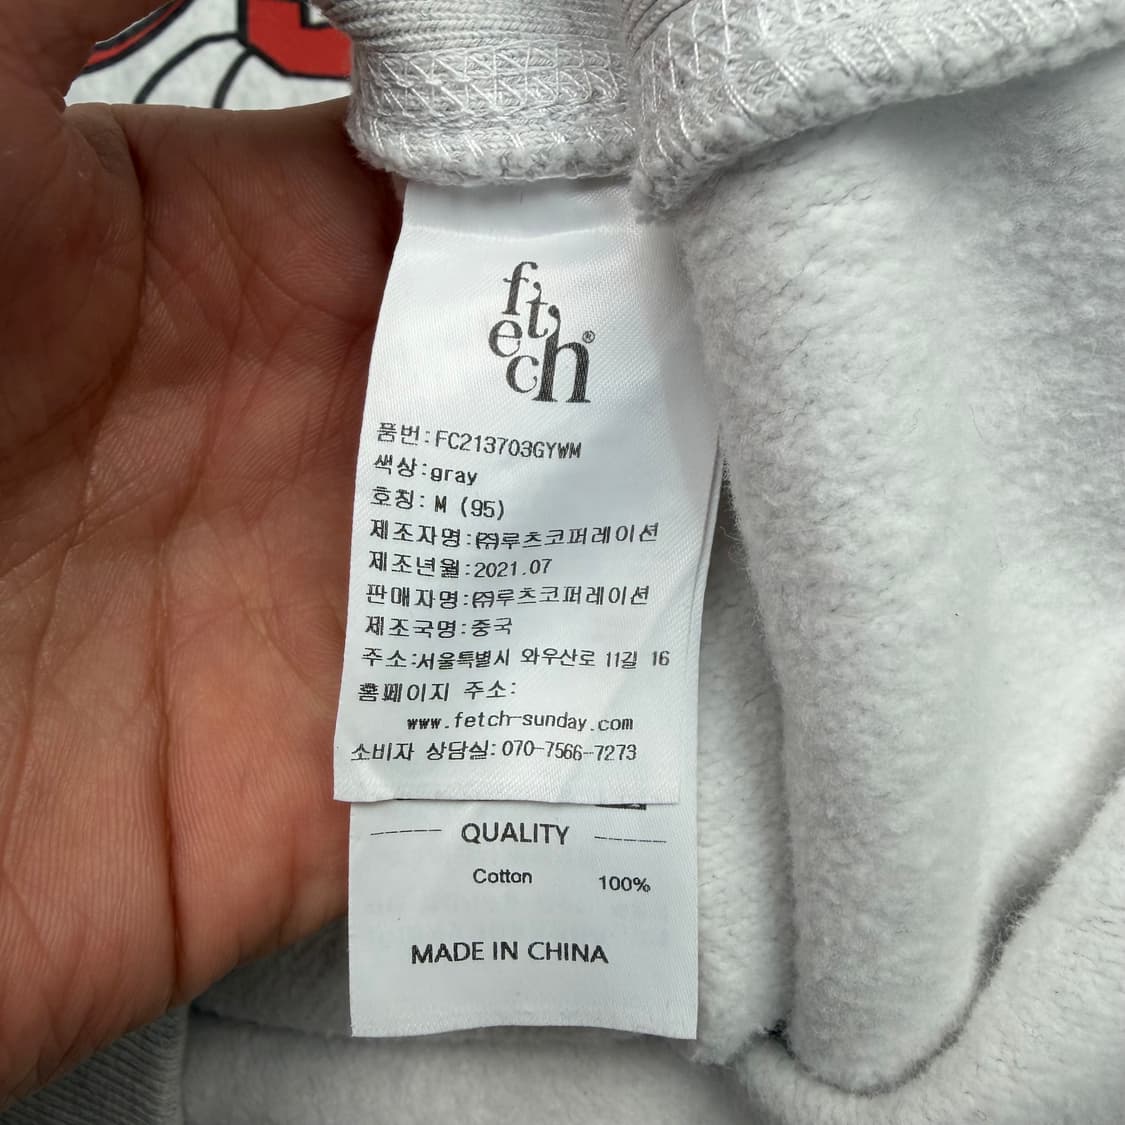 fetch®
품번:FC213703GYWM
색상:gray
호칭: M (95)
제조자명:㈜루츠코퍼레이션
제조년월:2021.07
판매자명:㈜루츠코퍼레이션
제조국명:중국
주소:서울특별시 와우산로 11길 16
홈페이지 주소:
www.fetch-sunday.com
소비자 상담실: 070-7566-7273
QUALITY
Cotton 100%
MADE IN CHINA